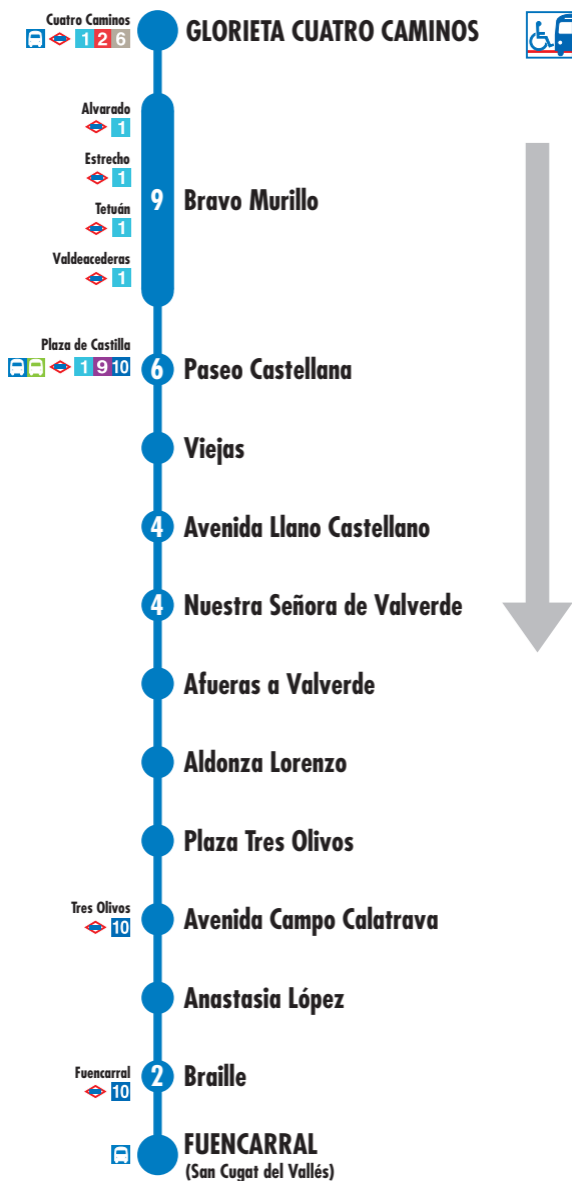 Cuatro Caminos
1 2 6
GLORIETA CUATRO CAMINOS
Alvarado
1
Estrecho
1
Tetuán
1
Valdeacederas
1
9
Bravo Murillo
Plaza de Castilla
1 9 10
6
Paseo Castellana
Viejas
4
Avenida Llano Castellano
4
Nuestra Señora de Valverde
Afueras a Valverde
Aldonza Lorenzo
Plaza Tres Olivos
Tres Olivos
10
Avenida Campo Calatrava
Anastasia López
Fuencarral
10
2
Braille
FUENCARRAL
(San Cugat del Vallés)